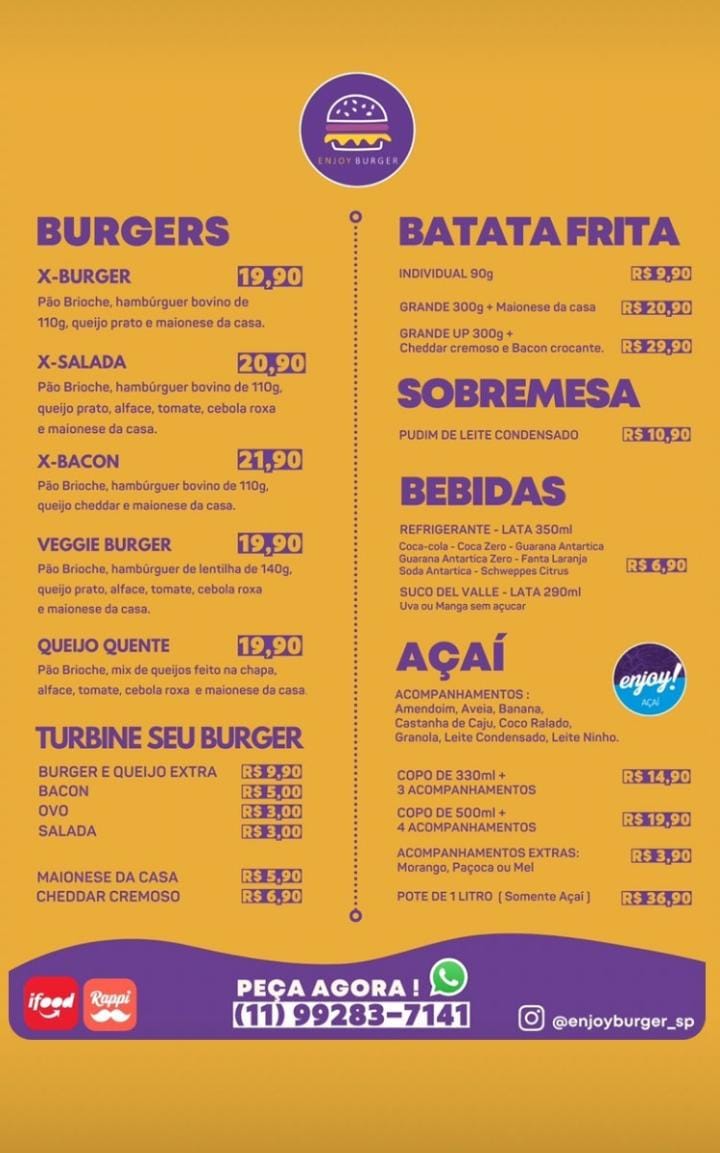 ENJOY BURGER
BURGERS
X-BURGER 19,90
Pão Brioche, hambúrguer bovino de
110g, queijo prato e maionese da casa.
X-SALADA 20,90
Pão Brioche, hambúrguer bovino de 110g,
queijo prato, alface, tomate, cebola roxa
e maionese da casa.
X-BACON 21,90
Pão Brioche, hambúrguer bovino de 110g,
queijo cheddar e maionese da casa.
VEGGIE BURGER 19,90
Pão Brioche, hambúrguer de lentilha de 140g,
queijo prato, alface, tomate, cebola roxa
e maionese da casa.
QUEIJO QUENTE 19,90
Pão Brioche, mix de queijos feito na chapa,
alface, tomate, cebola roxa e maionese da casa.
TURBINE SEU BURGER
BURGER E QUEIJO EXTRA R$ 9,90
BACON R$ 5,00
OVO R$ 3,00
SALADA R$ 3,00
MAIONESE DA CASA R$ 5,90
CHEDDAR CREMOSO R$ 6,90
BATATA FRITA
INDIVIDUAL 90g R$ 9,90
GRANDE 300g + Maionese da casa R$ 20,90
GRANDE UP 300g +
Cheddar cremoso e Bacon crocante. R$ 29,90
SOBREMESA
PUDIM DE LEITE CONDENSADO R$ 10,90
BEBIDAS
REFRIGERANTE - LATA 350ml
Coca-cola - Coca Zero - Guarana Antartica
Guarana Antartica Zero - Fanta Laranja
Soda Antartica - Schweppes Citrus
R$ 6,90
SUCO DEL VALLE - LATA 290ml
Uva ou Manga sem açucar
AÇAÍ
enjoy!
AÇAÍ
ACOMPANHAMENTOS :
Amendoim, Aveia, Banana,
Castanha de Caju, Coco Ralado,
Granola, Leite Condensado, Leite Ninho.
COPO DE 330ml + R$ 14,90
3 ACOMPANHAMENTOS
COPO DE 500ml + R$ 19,90
4 ACOMPANHAMENTOS
ACOMPANHAMENTOS EXTRAS: R$ 3,90
Morango, Paçoca ou Mel
POTE DE 1 LITRO ( Somente Açaí ) R$ 36,90
ifood
Rappi
PEÇA AGORA !
(11) 99283-7141
@enjoyburger_sp